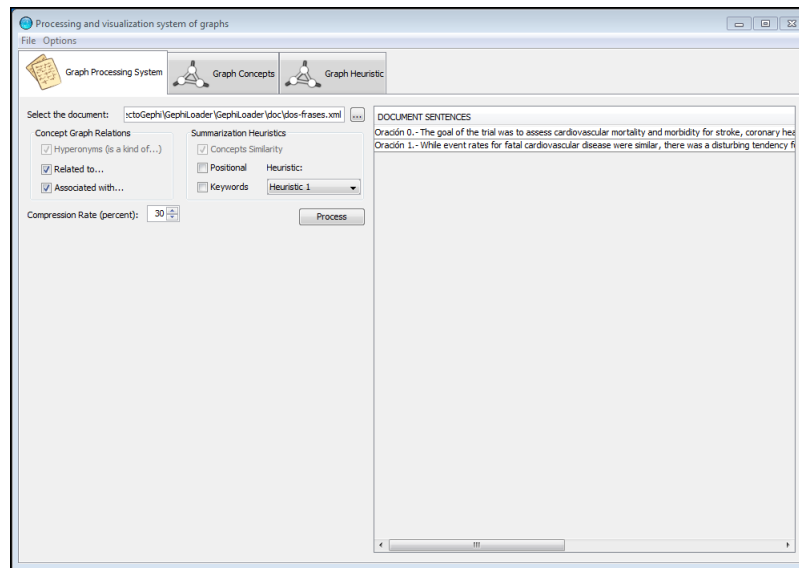 Processing and visualization system of graphs
File Options
Graph Processing System Graph Concepts Graph Heuristic
Select the document: :ctoGephi\GephiLoader\GephiLoader\doc\dos-frases.xml ...
DOCUMENT SENTENCES
Oración 0.- The goal of the trial was to assess cardiovascular mortality and morbidity for stroke, coronary hea
Oración 1.- While event rates for fatal cardiovascular disease were similar, there was a disturbing tendency f
Concept Graph Relations Summarization Heuristics
Hyperonyms (is a kind of...) Concepts Similarity
Related to... Positional Heuristic:
Associated with... Keywords Heuristic 1
Compression Rate (percent): 30 Process